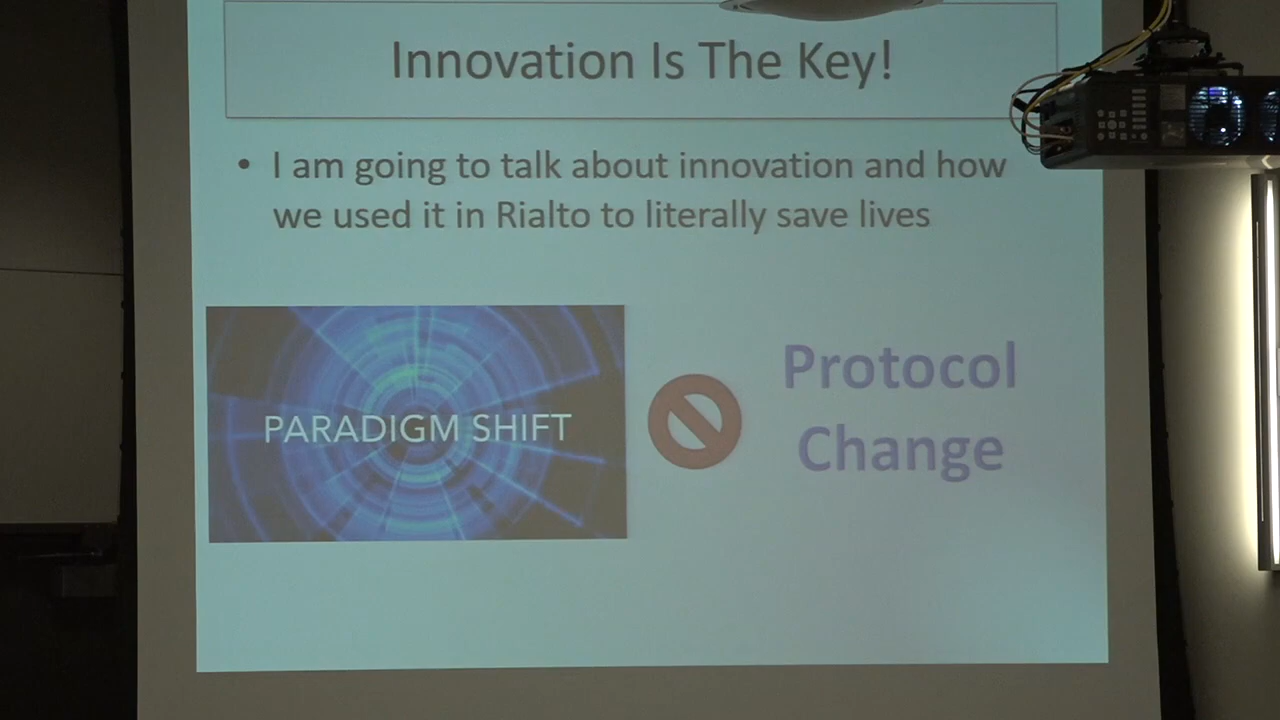 Innovation Is The Key!
• I am going to talk about innovation and how
we used it in Rialto to literally save lives
PARADIGM SHIFT
Protocol
Change